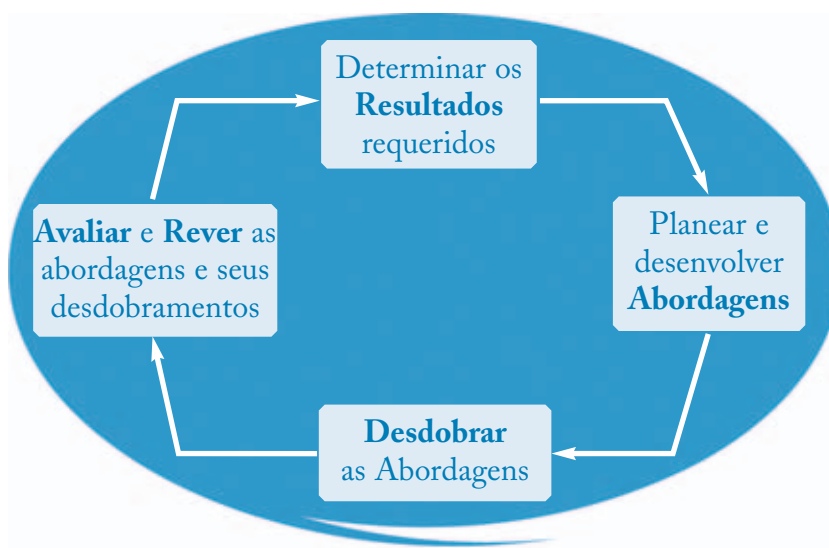 Determinar os
Resultados
requeridos
Planear e
desenvolver
Abordagens
Desdobrar
as Abordagens
Avaliar e Rever as
abordagens e seus
desdobramentos